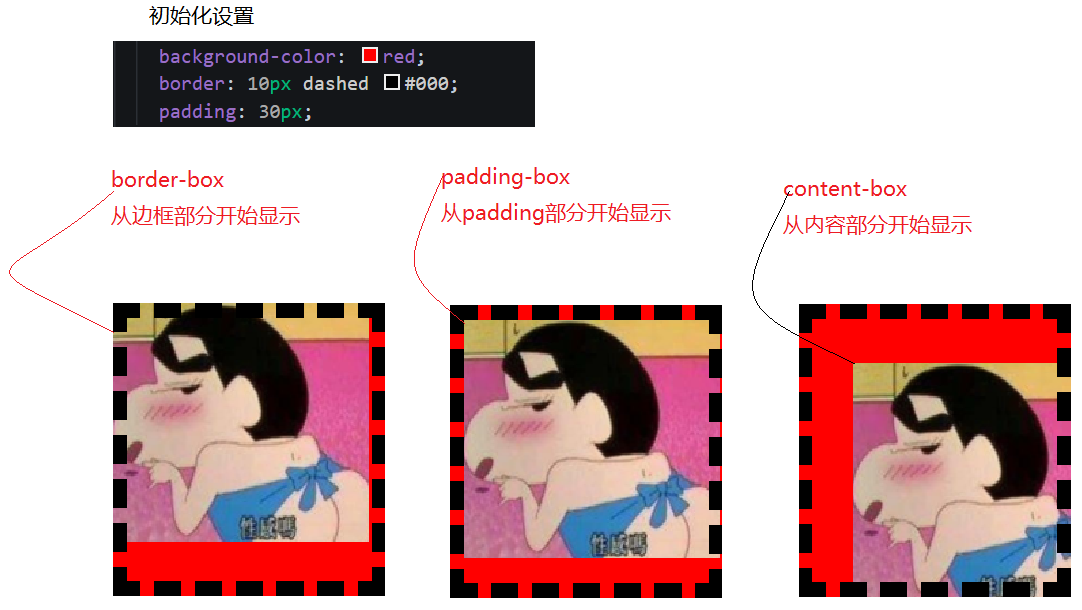 初始化设置
background-color: red;
border: 10px dashed #000;
padding: 30px;
border-box
从边框部分开始显示
padding-box
从padding部分开始显示
content-box
从内容部分开始显示
性感嗎
性感嗎
性感嗎